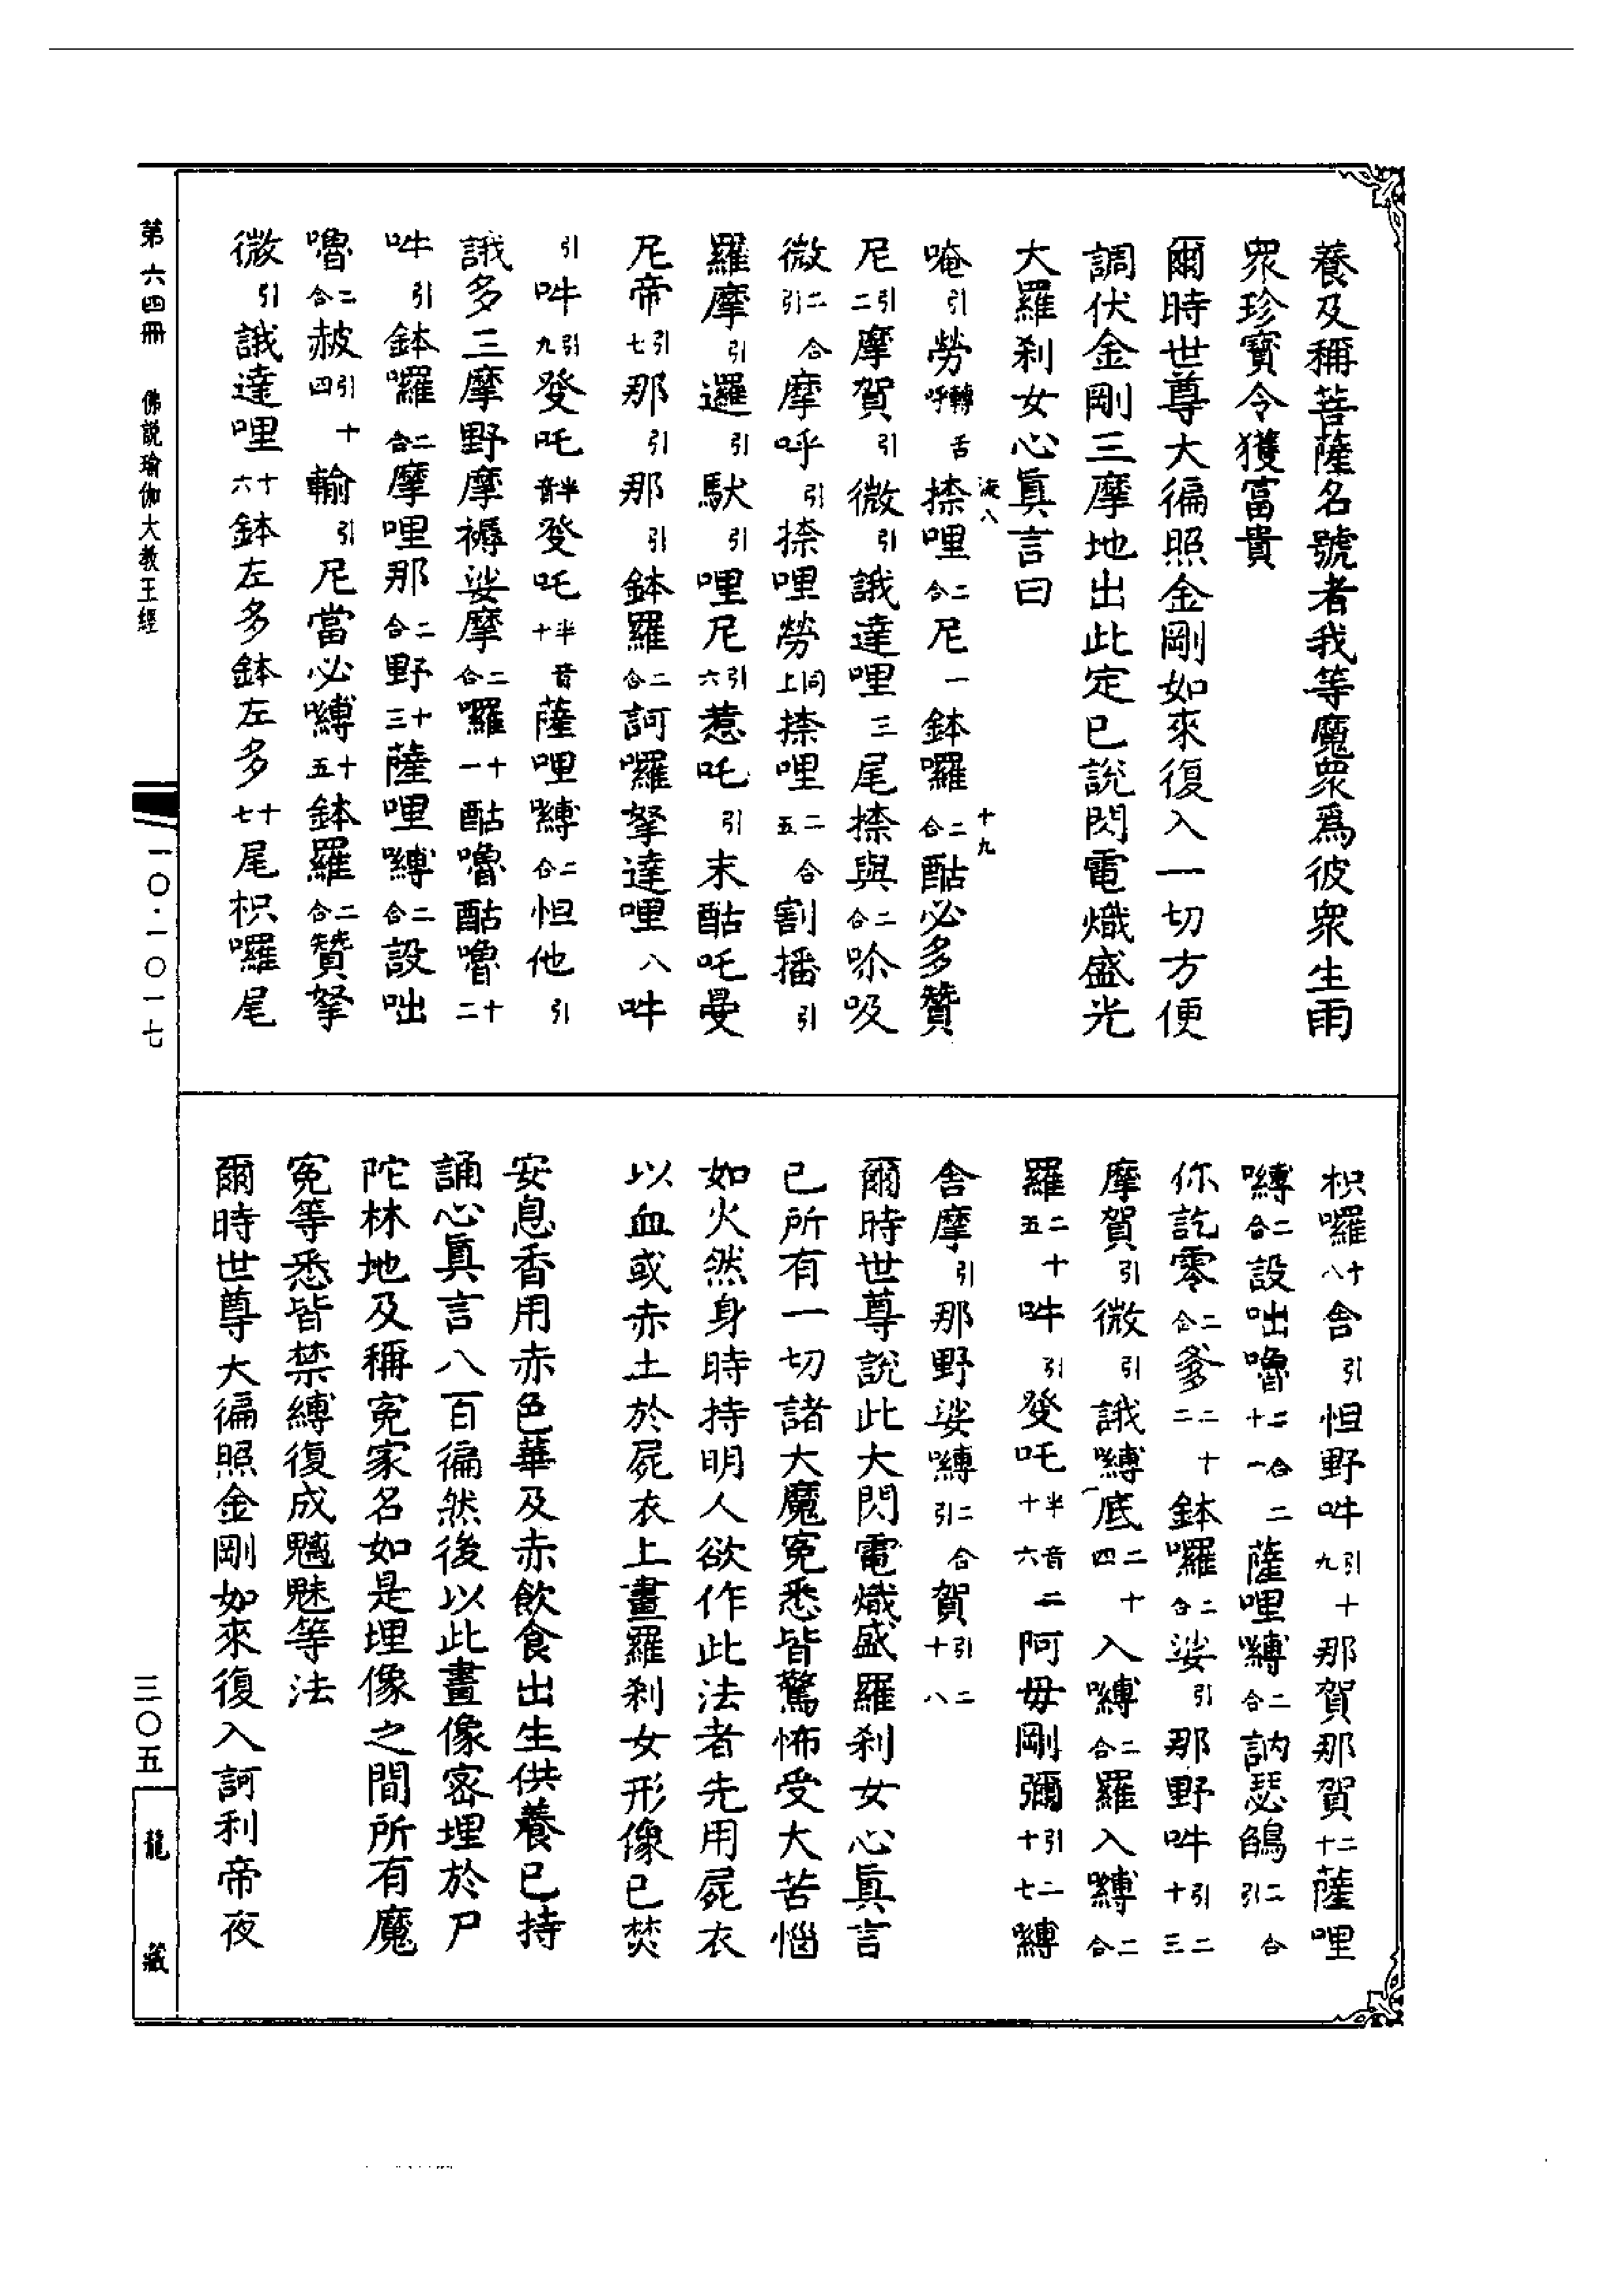 養及稱菩薩名號者我等魔眾爲彼眾生雨
眾珍寶令獲富貴
爾時世尊大徧照金剛如來復入一切方便
調伏金剛三摩地出此定已說閃電熾盛光
大羅刹女心眞言曰
唵引勞轉舌呼捺哩二合尼一鉢囉二合酤必多贊
尼引二摩賀引微引誐達哩三尾捺與二合吤吸
微二合引摩呼引捺哩勞同上捺哩二合五割播引
羅摩引邏引馱引哩尼引六惹吒引末酤吒曼
尼帝引七那引那引鉢羅二合訶囉拏達哩八吽
引吽引九發吒半音發吒半音十薩哩嚩二合怛他引
誐多三摩野摩褥娑摩二合囉十一酤嚕酤嚕十二
吽引鉢囉二合摩哩那二合野十三薩哩嚩二合設咄
嚕二合赧引十四輸引尼當必嚩十五鉢羅二合贊拏
微引誐達哩十六鉢左多鉢左多十七尾枳囉尾
枳囉十八舍引怛野吽引十九那賀那賀二十薩哩
嚩二合設咄嚕二合二十一薩哩嚩二合訥瑟鵮二合引
你訖零二合爹二十二鉢囉二合娑引那野吽引二十三
摩賀引微引誐嚩底二十四入嚩二合羅入嚩二合
羅二十五吽引發吒半音二十六阿毋剛彌引二十七嚩
舍摩引那野娑嚩二合引賀引二十八
爾時世尊說此大閃電熾盛羅刹女心眞言
已所有一切諸大魔寃悉皆驚怖受大苦惱
如火然身時持明人欲作此法者先用屍衣
以血或赤土於屍衣上畫羅刹女形像已焚
安息香用赤色華及赤飲食出生供養已持
誦心眞言八百徧然後以此畫像密埋於尸
陀林地及稱寃家名如是埋像之間所有魔
寃等悉皆禁縛復成魑魅等法
爾時世尊大徧照金剛如來復入訶利帝夜
十九
第六四冊 佛說瑜伽大教王經
一〇·一〇一七
三〇五
龍藏